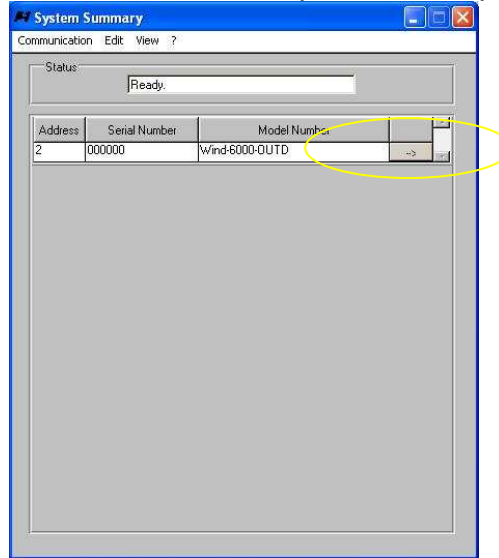 System Summary
Communication Edit View ?
Status
Ready.
Address Serial Number Model Number
2 000000 Wind-6000-OUTD -->